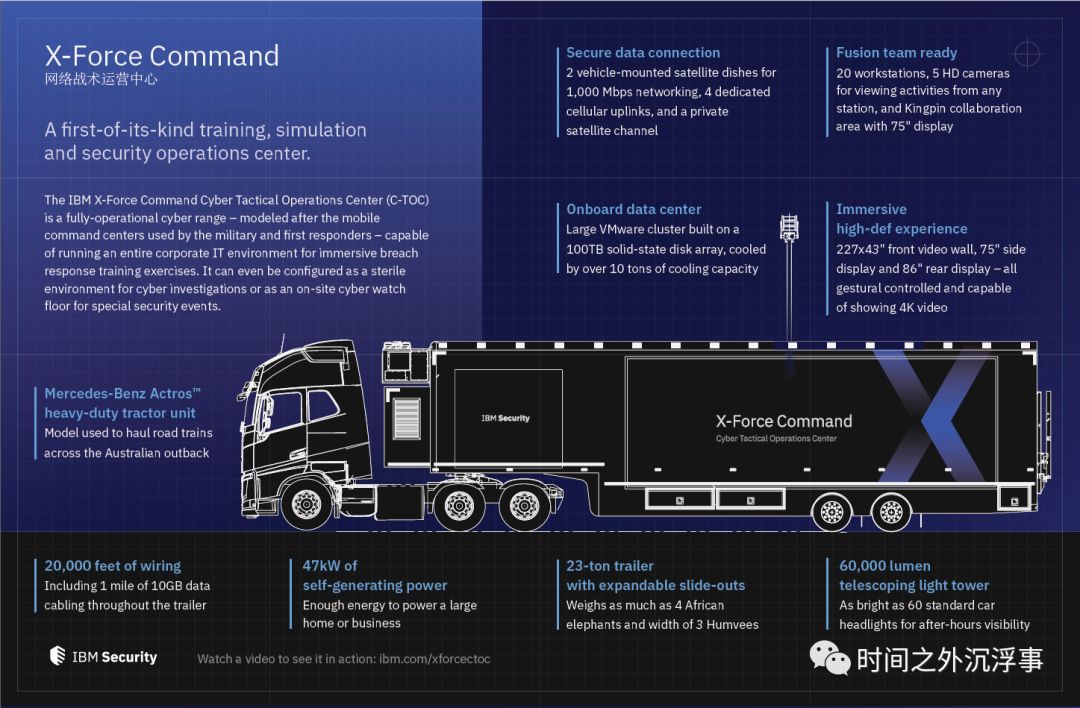 X-Force Command
网络战术运营中心
A first-of-its-kind training, simulation
and security operations center.
The IBM X-Force Command Cyber Tactical Operations Center (C-TOC)
is a fully-operational cyber range – modeled after the mobile
command centers used by the military and first responders – capable
of running an entire corporate IT environment for immersive breach
response training exercises. It can even be configured as a sterile
environment for cyber investigations or as an on-site cyber watch
floor for special security events.
Secure data connection
2 vehicle-mounted satellite dishes for
1,000 Mbps networking, 4 dedicated
cellular uplinks, and a private
satellite channel
Fusion team ready
20 workstations, 5 HD cameras
for viewing activities from any
station, and Kingpin collaboration
area with 75" display
Onboard data center
Large VMware cluster built on a
100TB solid-state disk array, cooled
by over 10 tons of cooling capacity
Immersive
high-def experience
227x43" front video wall, 75" side
display and 86" rear display – all
gestural controlled and capable
of showing 4K video
Mercedes-Benz Actros™
heavy-duty tractor unit
Model used to haul road trains
across the Australian outback
IBM Security
X-Force Command
Cyber Tactical Operations Center
20,000 feet of wiring
Including 1 mile of 10GB data
cabling throughout the trailer
47kW of
self-generating power
Enough energy to power a large
home or business
23-ton trailer
with expandable slide-outs
Weighs as much as 4 African
elephants and width of 3 Humvees
60,000 lumen
telescoping light tower
As bright as 60 standard car
headlights for after-hours visibility
IBM Security
Watch a video to see it in action: ibm.com/xforcectoc
时间之外沉浮事